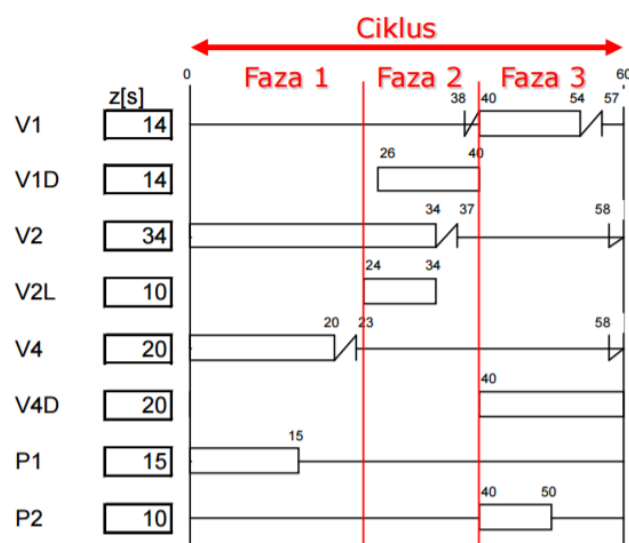 Ciklus
0 Faza 1 Faza 2 Faza 3 60
z[s]
V1 14 38 40 54 57
V1D 14 26 40
V2 34 34 37 58
V2L 10 24 34
V4 20 20 23 58
V4D 20 40
P1 15 15
P2 10 40 50